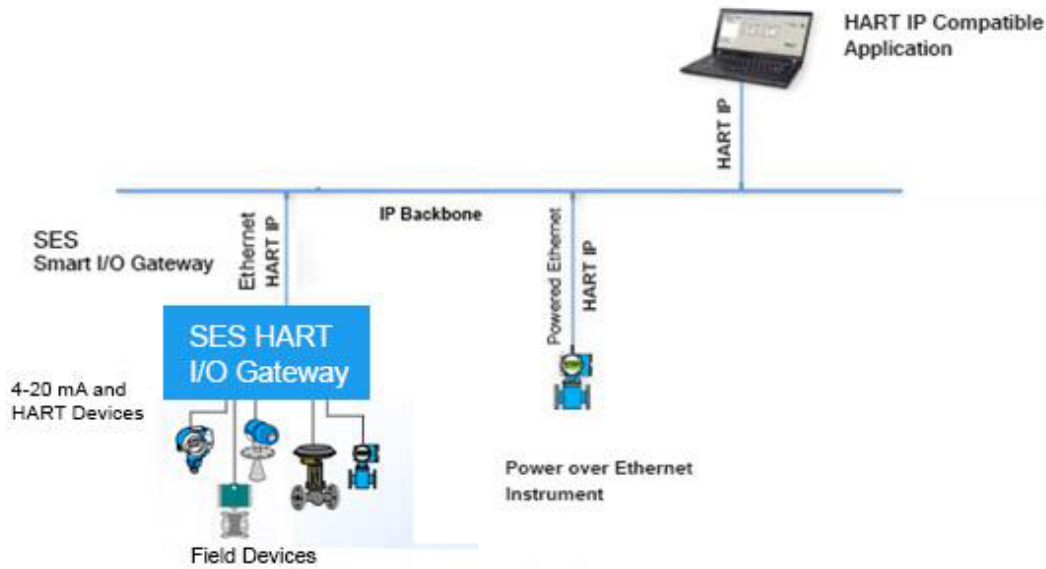 HART IP Compatible
Application
HART IP
IP Backbone
SES
Smart I/O Gateway
Ethernet
HART IP
Powered Ethernet
HART IP
SES HART
I/O Gateway
4-20 mA and
HART Devices
Power over Ethernet
Instrument
Field Devices